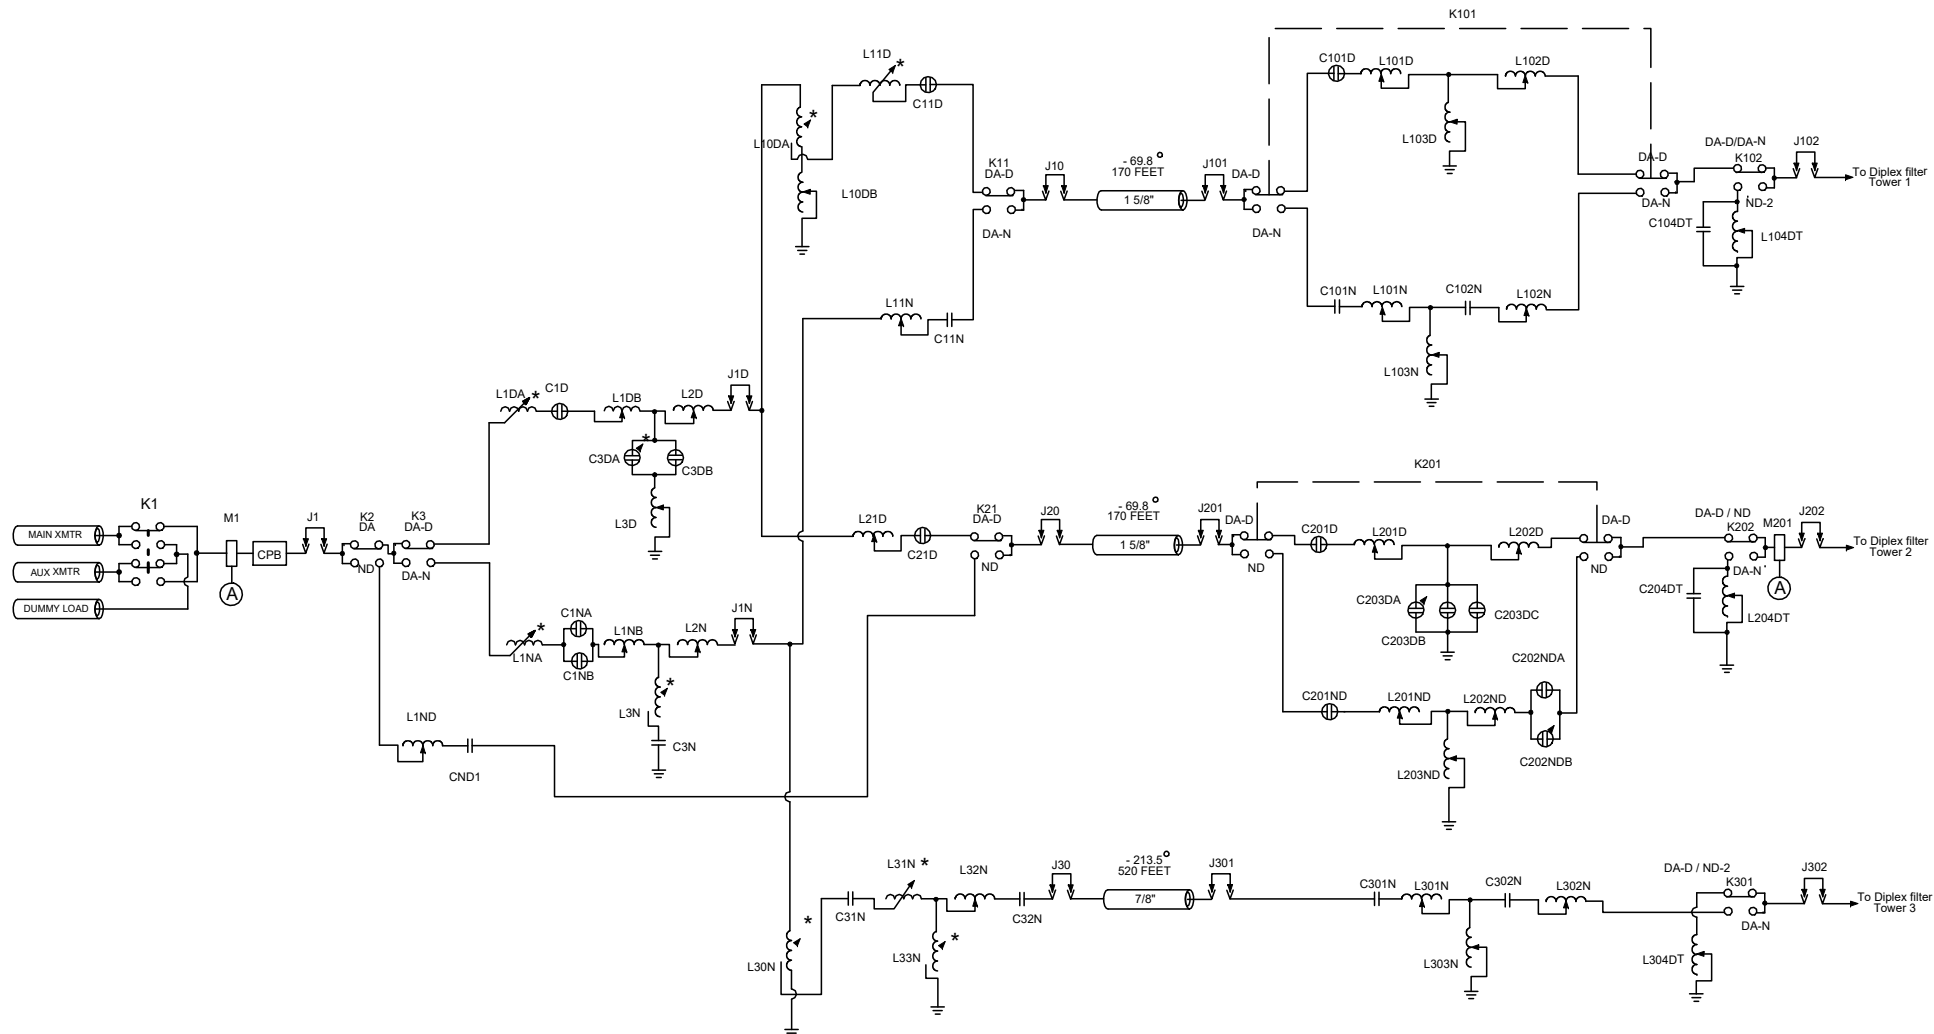 K101
L11D
*
C11D
L10DA
*
L10DB
C101D
L101D
L102D
L103D
K11
DA-D
DA-N
J10
- 69.8 °
170 FEET
1 5/8"
J101
DA-D
DA-N
DA-D
DA-N
DA-D/DA-N
K102
ND-2
J102
To Diplex filter
Tower 1
C104DT
L104DT
L11N
C11N
C101N
L101N
C102N
L102N
L103N
L1DA
*
C1D
L1DB
L2D
J1D
C3DA
*
C3DB
L3D
K1
MAIN XMTR
AUX XMTR
DUMMY LOAD
M1
A
CPB
J1
K2
DA
ND
K3
DA-D
DA-N
L21D
C21D
K21
DA-D
ND
J20
- 69.8 °
170 FEET
1 5/8"
J201
K201
DA-D
ND
C201D
L201D
L202D
DA-D
ND
C203DA
C203DB
C203DC
DA-D / ND
K202
DA-N
M201
A
J202
To Diplex filter
Tower 2
C204DT
L204DT
L1NA
*
C1NA
C1NB
L1NB
L2N
J1N
L3N
*
C3N
C201ND
L201ND
L202ND
C202NDA
C202NDB
L203ND
L1ND
CND1
L30N
*
C31N
L31N *
L32N
C32N
L33N
*
J30
- 213.5 °
520 FEET
7/8"
J301
C301N
L301N
C302N
L302N
L303N
DA-D / ND-2
K301
DA-N
J302
To Diplex filter
Tower 3
L304DT